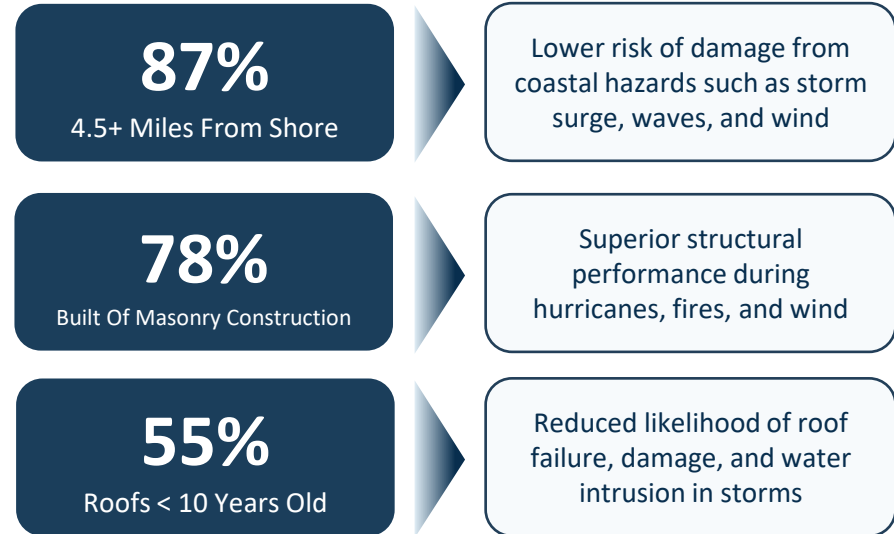 87%
4.5+ Miles From Shore
Lower risk of damage from
coastal hazards such as storm
surge, waves, and wind
78%
Built Of Masonry Construction
Superior structural
performance during
hurricanes, fires, and wind
55%
Roofs < 10 Years Old
Reduced likelihood of roof
failure, damage, and water
intrusion in storms